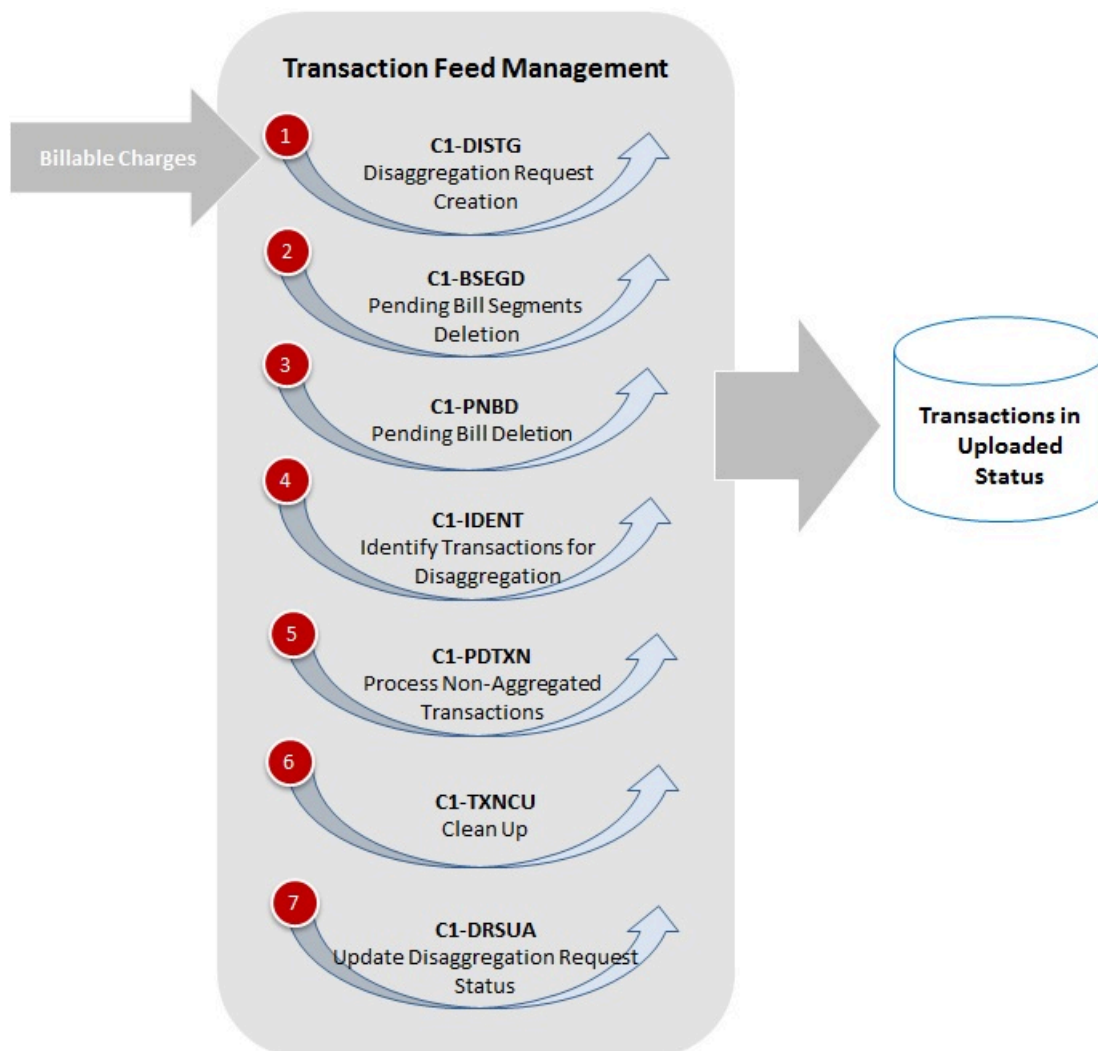 Transaction Feed Management
Billable Charges
1
C1-DISTG
Disaggregation Request
Creation
2
C1-BSEGD
Pending Bill Segments
Deletion
3
C1-PNBD
Pending Bill Deletion
4
C1-IDENT
Identify Transactions for
Disaggregation
5
C1-PDTXN
Process Non-Aggregated
Transactions
6
C1-TXNCU
Clean Up
7
C1-DRSUA
Update Disaggregation Request
Status
Transactions in
Uploaded
Status